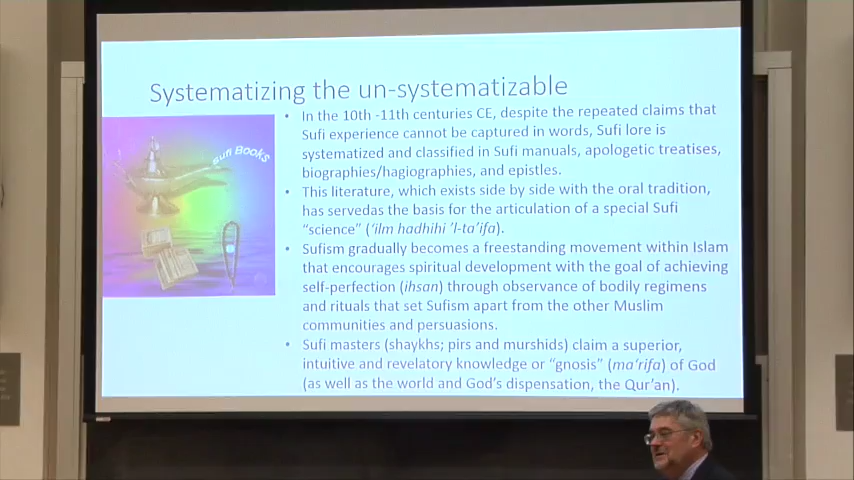 Systematizing the un-systematizable
Sufi Books
• In the 10th -11th centuries CE, despite the repeated claims that
Sufi experience cannot be captured in words, Sufi lore is
systematized and classified in Sufi manuals, apologetic treatises,
biographies/hagiographies, and epistles.
• This literature, which exists side by side with the oral tradition,
has servedas the basis for the articulation of a special Sufi
“science” (‘ilm hadhihi ’l-ta’ifa).
• Sufism gradually becomes a freestanding movement within Islam
that encourages spiritual development with the goal of achieving
self-perfection (ihsan) through observance of bodily regimens
and rituals that set Sufism apart from the other Muslim
communities and persuasions.
• Sufi masters (shaykhs; pirs and murshids) claim a superior,
intuitive and revelatory knowledge or “gnosis” (ma‘rifa) of God
(as well as the world and God’s dispensation, the Qur’an).